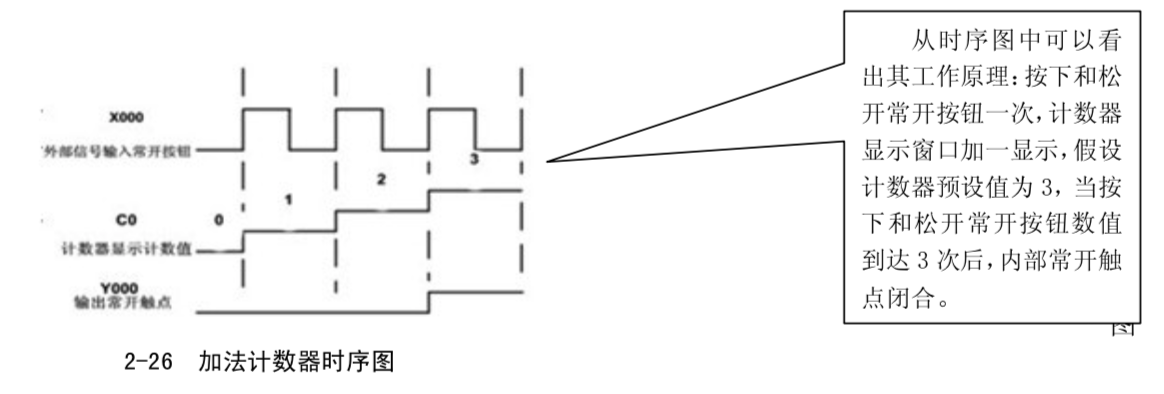 从时序图中可以看
出其工作原理：按下和松
开常开按钮一次，计数器
显示窗口加一显示，假设
计数器预设值为 3，当按
下和松开常开按钮数值
到达 3 次后，内部常开触
点闭合。
图
X000
外部信号输入常开按钮
3
2
1
C0
0
计数器显示计数值
Y000
输出常开触点
2-26 加法计数器时序图